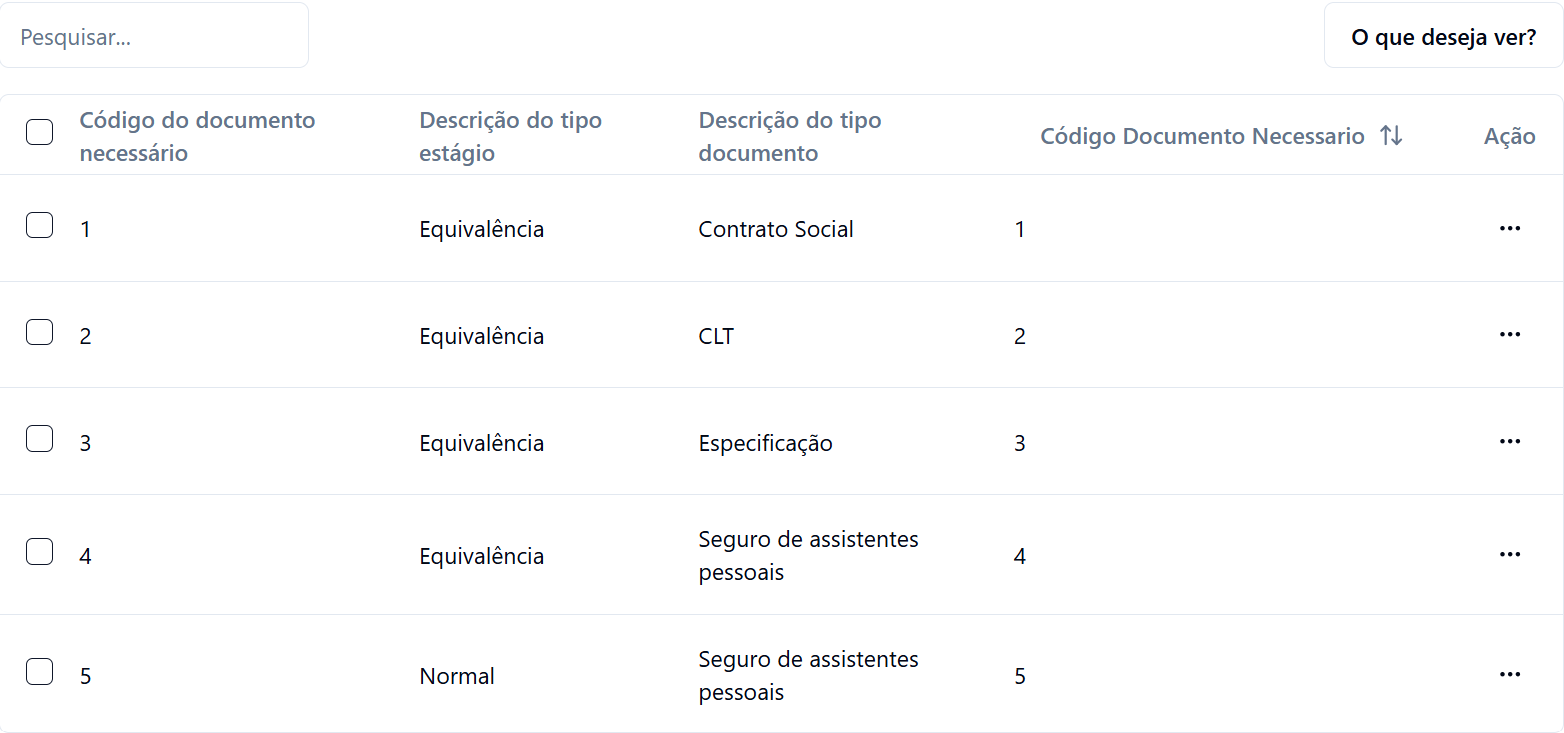 Pesquisar...
O que deseja ver?
Código do documento necessário
Descrição do tipo estágio
Descrição do tipo documento
Código Documento Necessario
Ação
1 Equivalência Contrato Social 1 ...
2 Equivalência CLT 2 ...
3 Equivalência Especificação 3 ...
4 Equivalência Seguro de assistentes pessoais 4 ...
5 Normal Seguro de assistentes pessoais 5 ...